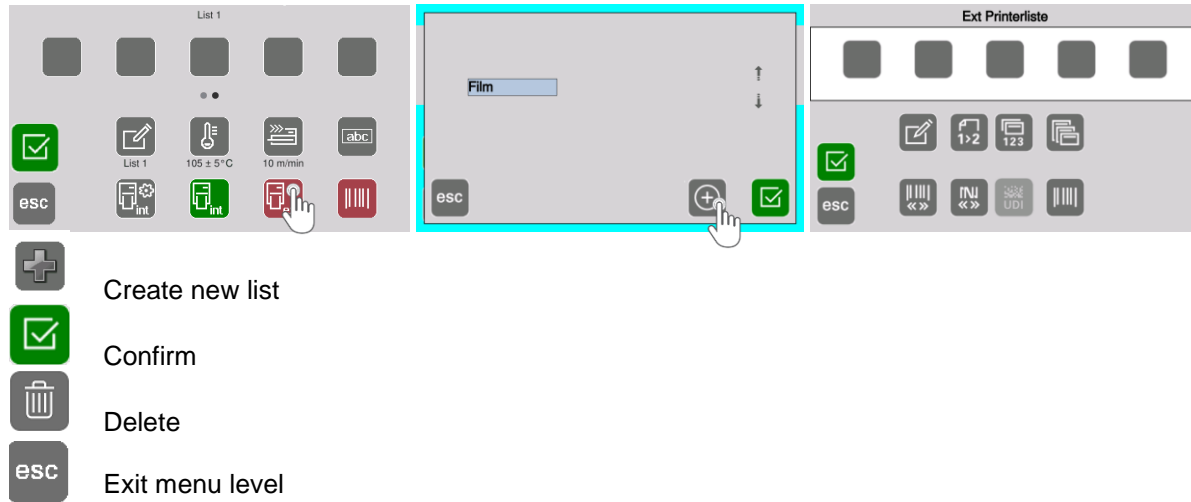 List 1
List 1
105 ± 5°C
10 m/min
abc
esc
int
int
e
Film
esc
Ext Printerliste
1>2
123
esc
UDI
Create new list
Confirm
Delete
esc
Exit menu level